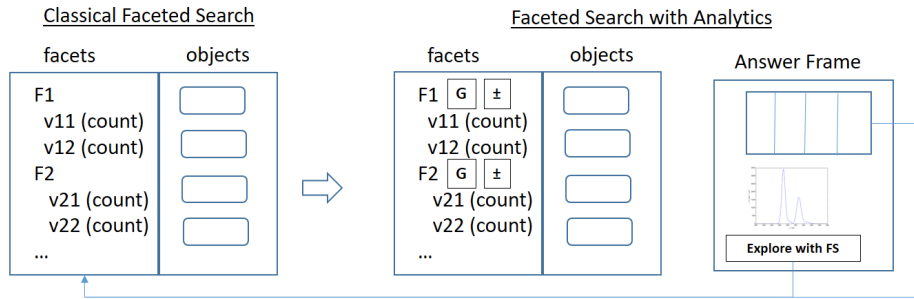 Classical Faceted Search
facets objects
F1
v11 (count)
v12 (count)
F2
v21 (count)
v22 (count)
...
Faceted Search with Analytics
facets objects
F1 G ±
v11 (count)
v12 (count)
F2 G ±
v21 (count)
v22 (count)
...
Answer Frame
Explore with FS